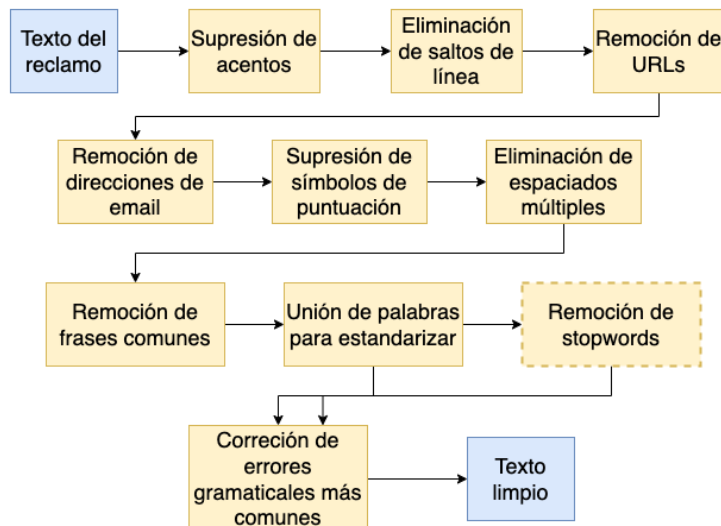 Texto del
reclamo
Supresión de
acentos
Eliminación
de saltos de
línea
Remoción de
URLs
Remoción de
direcciones de
email
Supresión de
símbolos de
puntuación
Eliminación de
espaciados
múltiples
Remoción de
frases comunes
Unión de palabras
para estandarizar
Remoción de
stopwords
Correción de
errores
gramaticales más
comunes
Texto
limpio